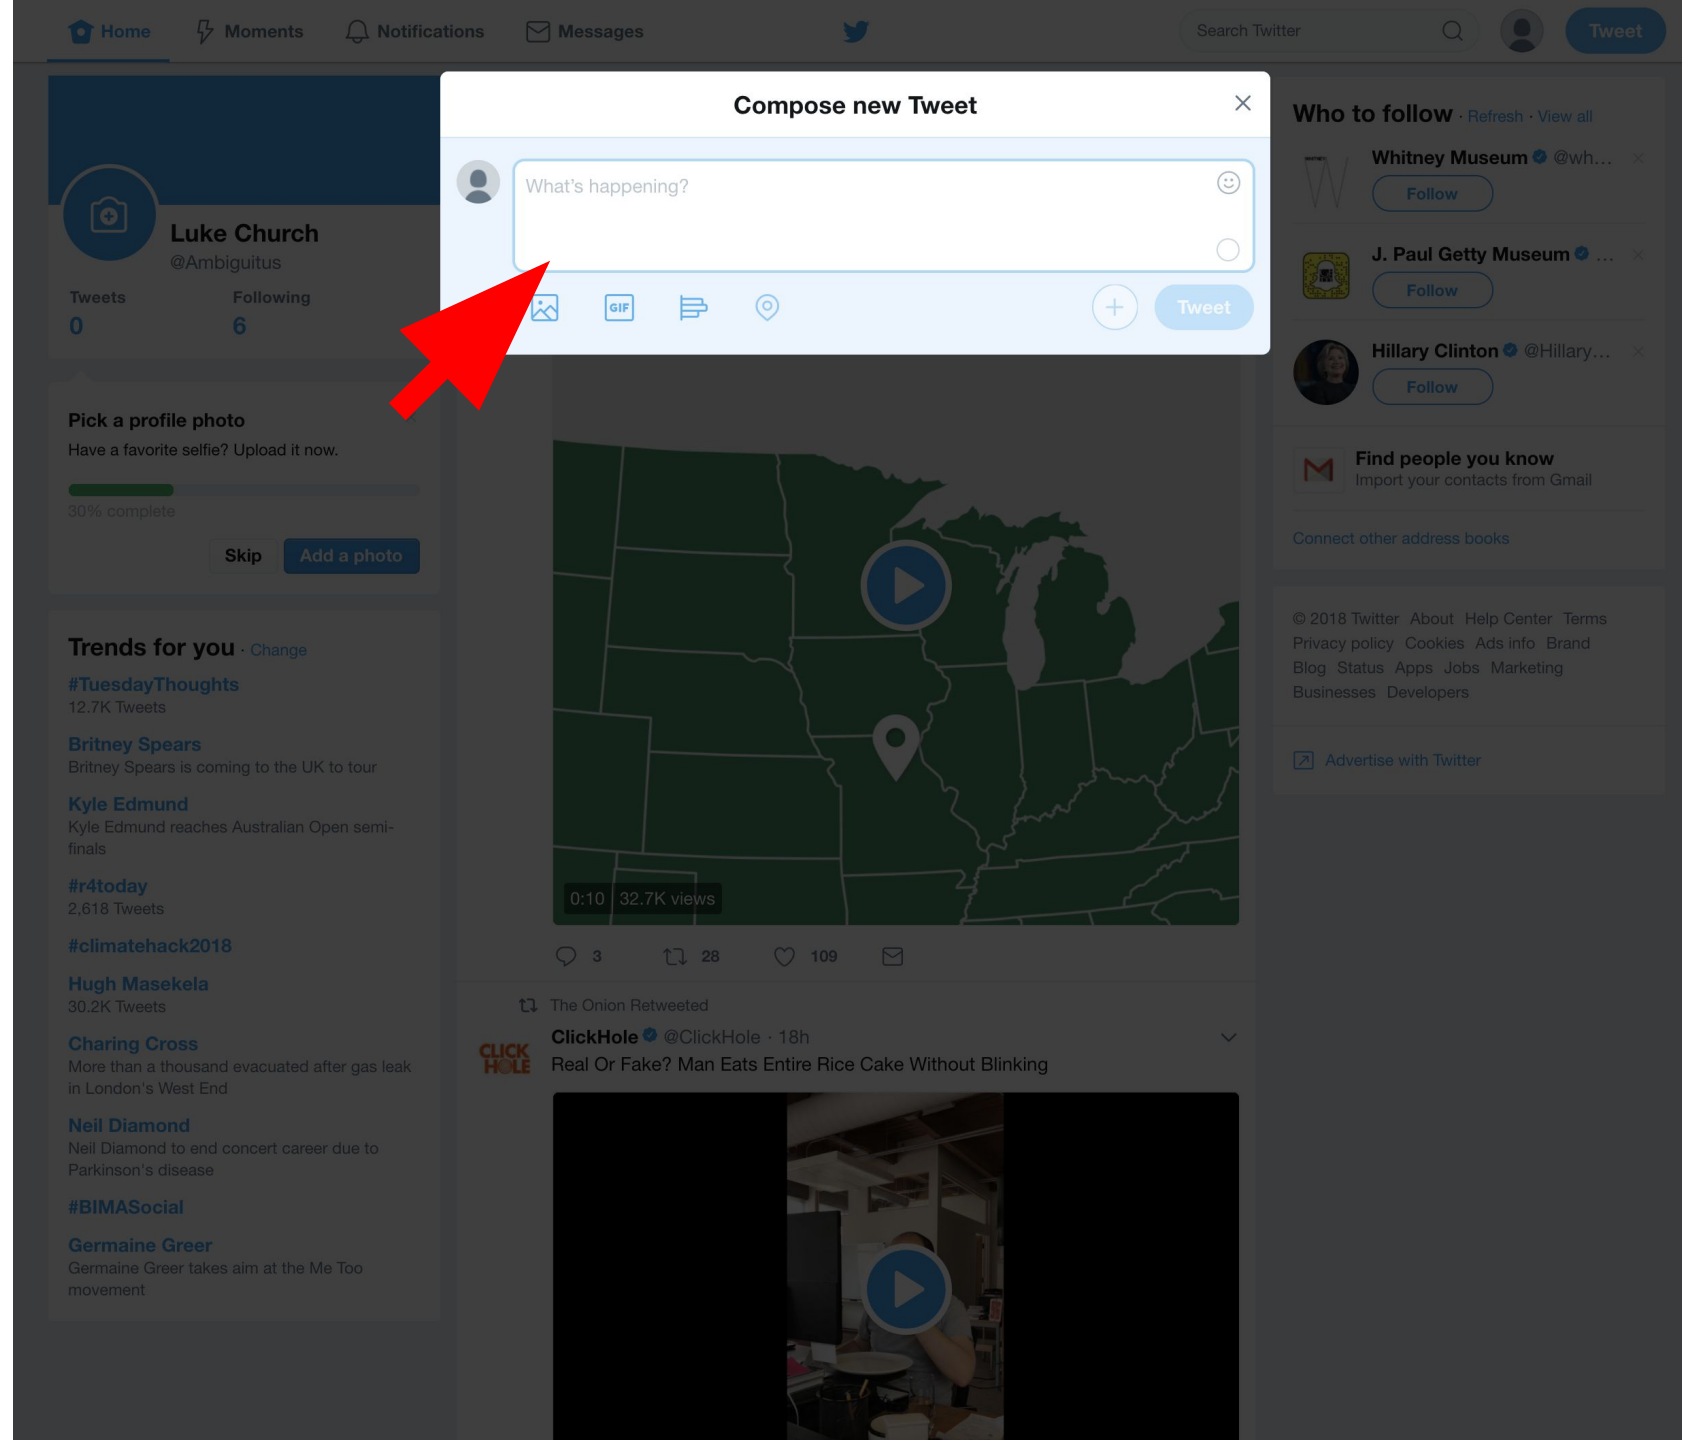 Home Moments Notifications Messages Search Twitter Tweet
Compose new Tweet
What's happening?
GIF
Tweet
Luke Church
@Ambiguitus
Tweets Following
0 6
Pick a profile photo
Have a favorite selfie? Upload it now.
30% complete
Skip Add a photo
Trends for you · Change
#TuesdayThoughts
12.7K Tweets
Britney Spears
Britney Spears is coming to the UK to tour
Kyle Edmund
Kyle Edmund reaches Australian Open semi-
finals
#r4today
2,618 Tweets
#climatehack2018
Hugh Masekela
30.2K Tweets
Charing Cross
More than a thousand evacuated after gas leak
in London's West End
Neil Diamond
Neil Diamond to end concert career due to
Parkinson's disease
#BIMASocial
Germaine Greer
Germaine Greer takes aim at the Me Too
movement
0:10 32.7K views
3 28 109
The Onion Retweeted
CLICK
HOLE
ClickHole @ClickHole · 18h
Real Or Fake? Man Eats Entire Rice Cake Without Blinking
Who to follow · Refresh · View all
WHITNEY
Whitney Museum @wh...
Follow
J. Paul Getty Museum ...
Follow
Hillary Clinton @Hillary...
Follow
Find people you know
Import your contacts from Gmail
Connect other address books
© 2018 Twitter About Help Center Terms
Privacy policy Cookies Ads info Brand
Blog Status Apps Jobs Marketing
Businesses Developers
Advertise with Twitter